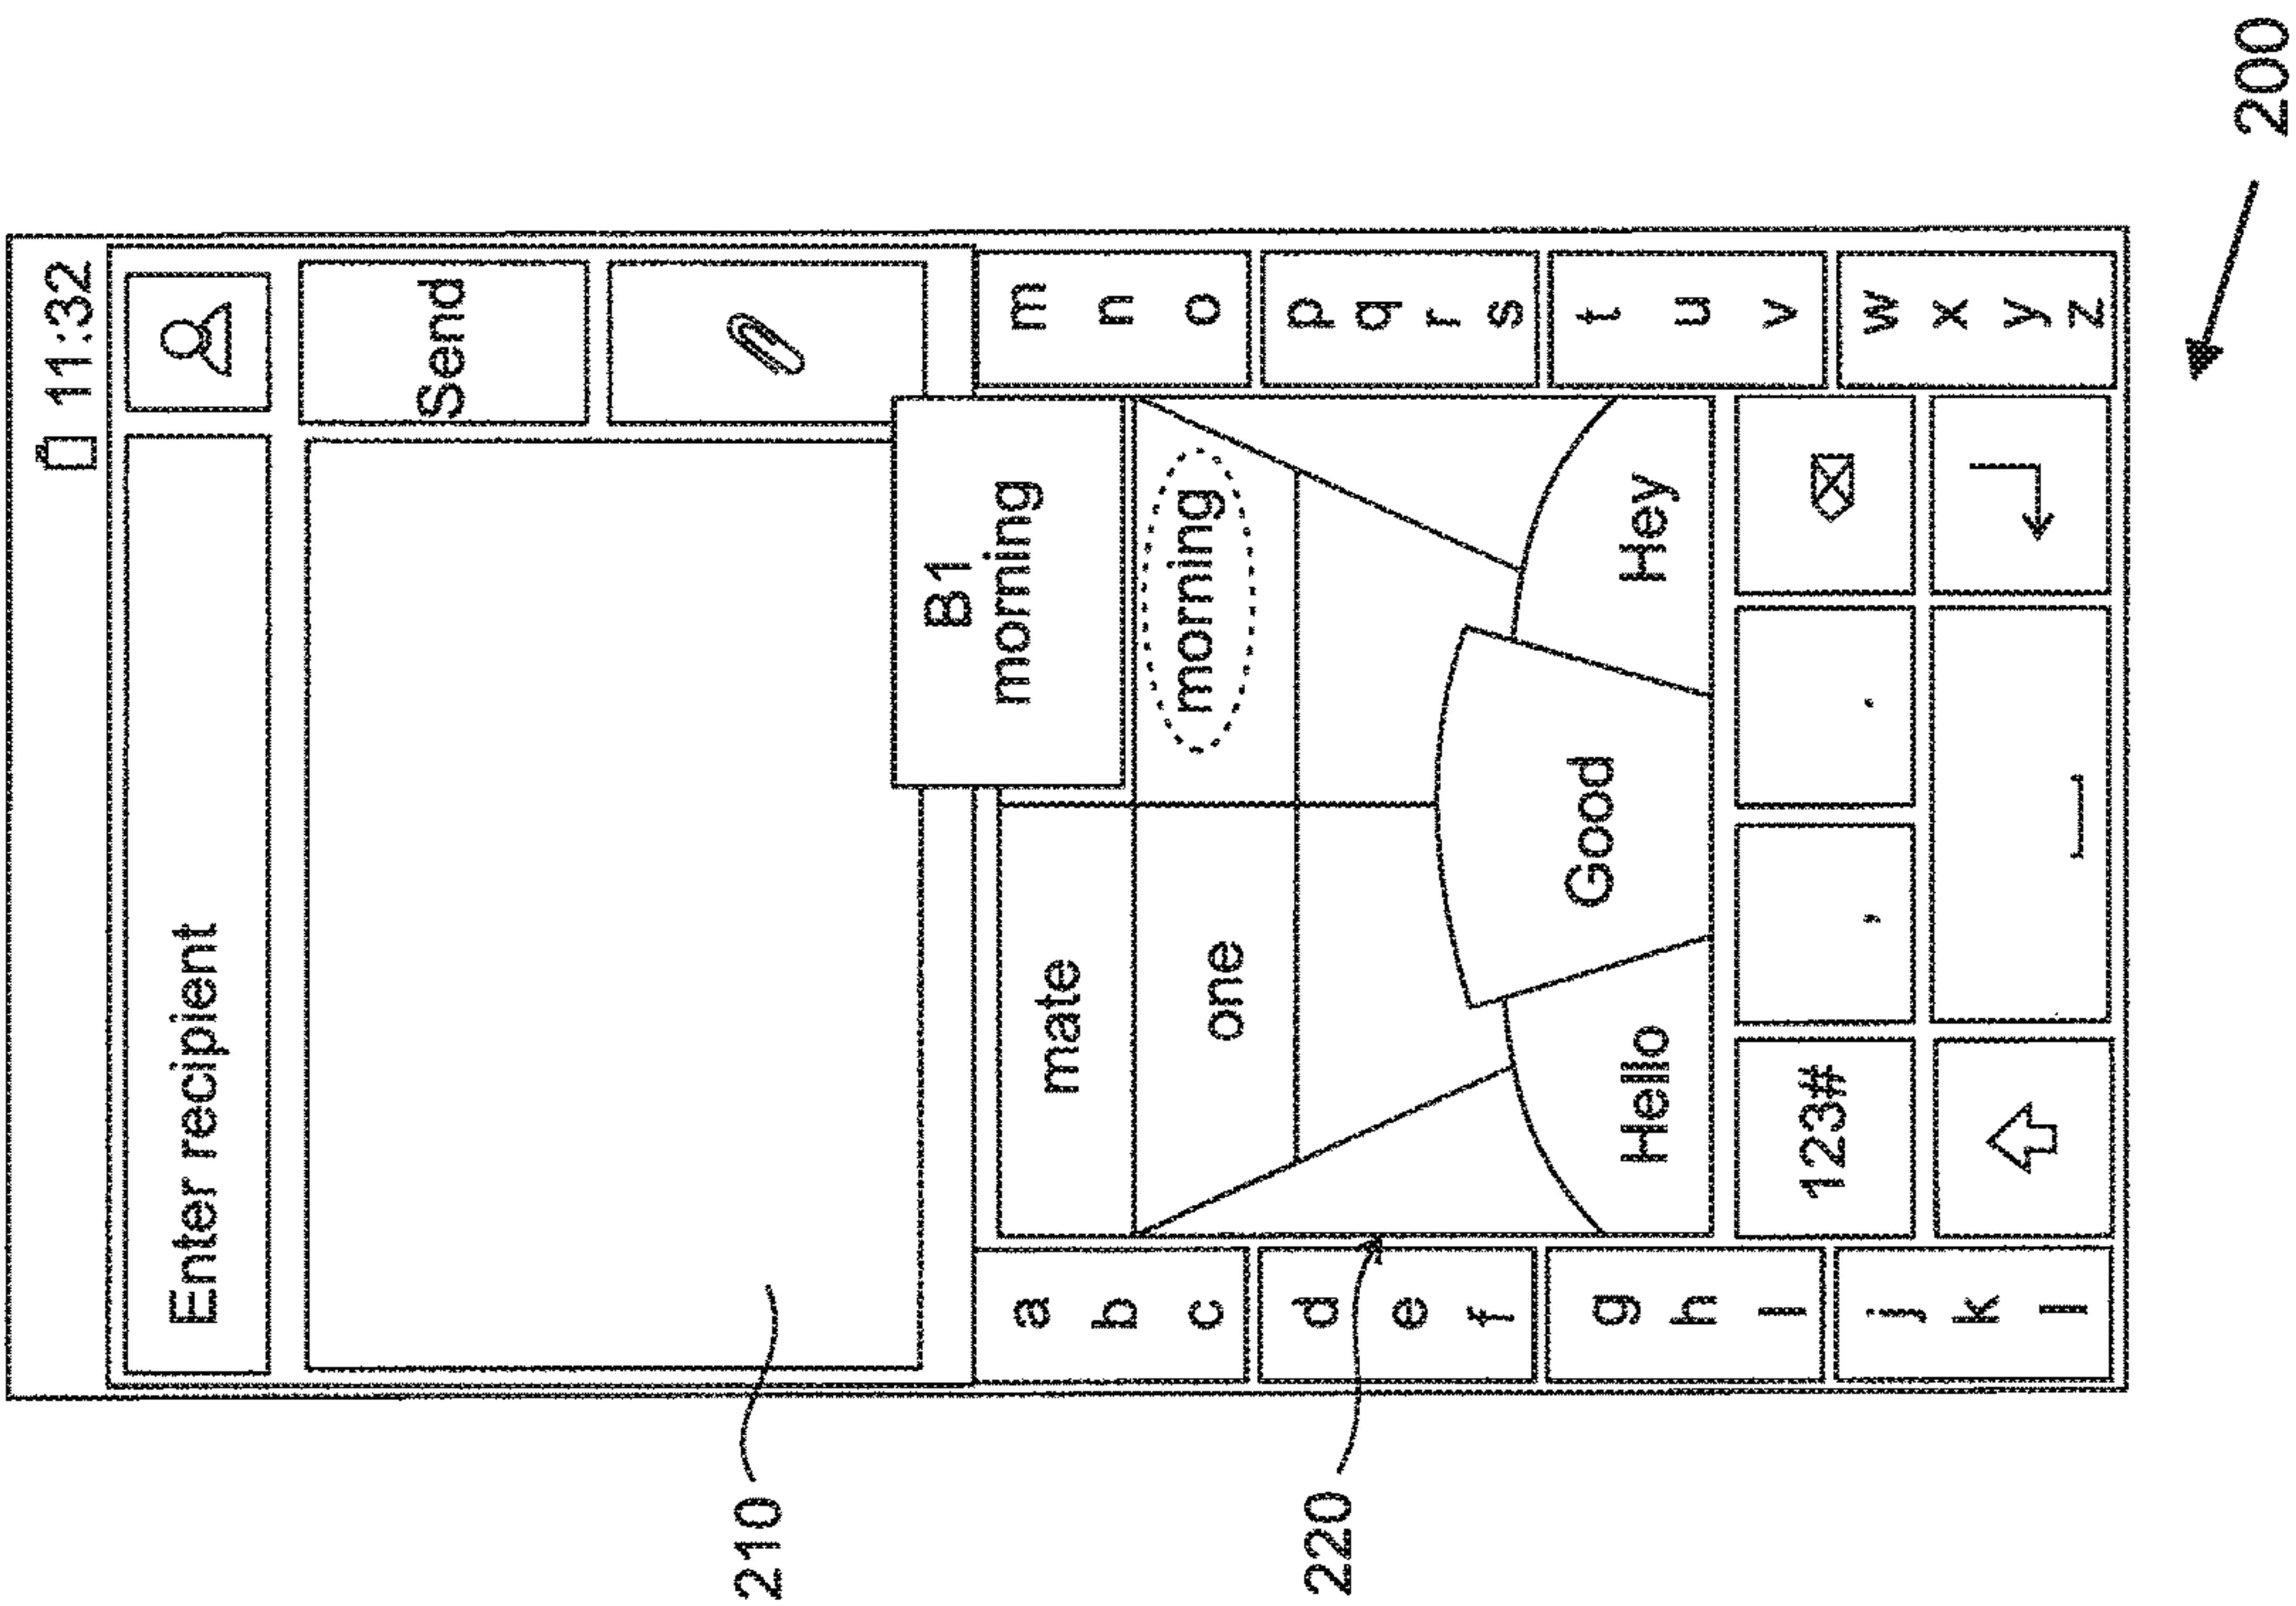 11:32
Enter recipient
Send
210
B1
morning
mate
one
morning
Hello
Good
Hey
220
a
b
c
d
e
f
g
h
i
j
k
l
m
n
o
p
q
r
s
t
u
v
w
x
y
z
123#
,
.
200